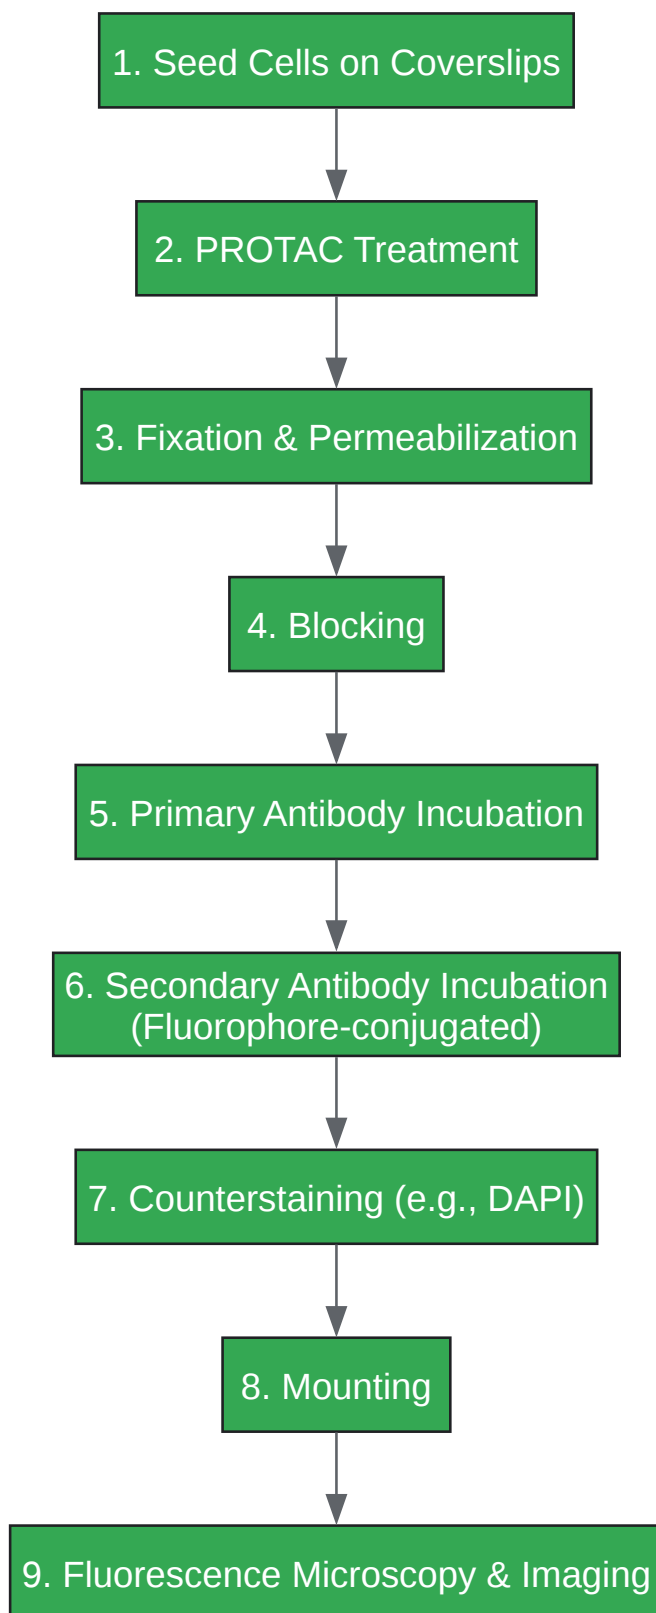 1. Seed Cells on Coverslips
2. PROTAC Treatment
3. Fixation & Permeabilization
4. Blocking
5. Primary Antibody Incubation
6. Secondary Antibody Incubation
(Fluorophore-conjugated)
7. Counterstaining (e.g., DAPI)
8. Mounting
9. Fluorescence Microscopy & Imaging